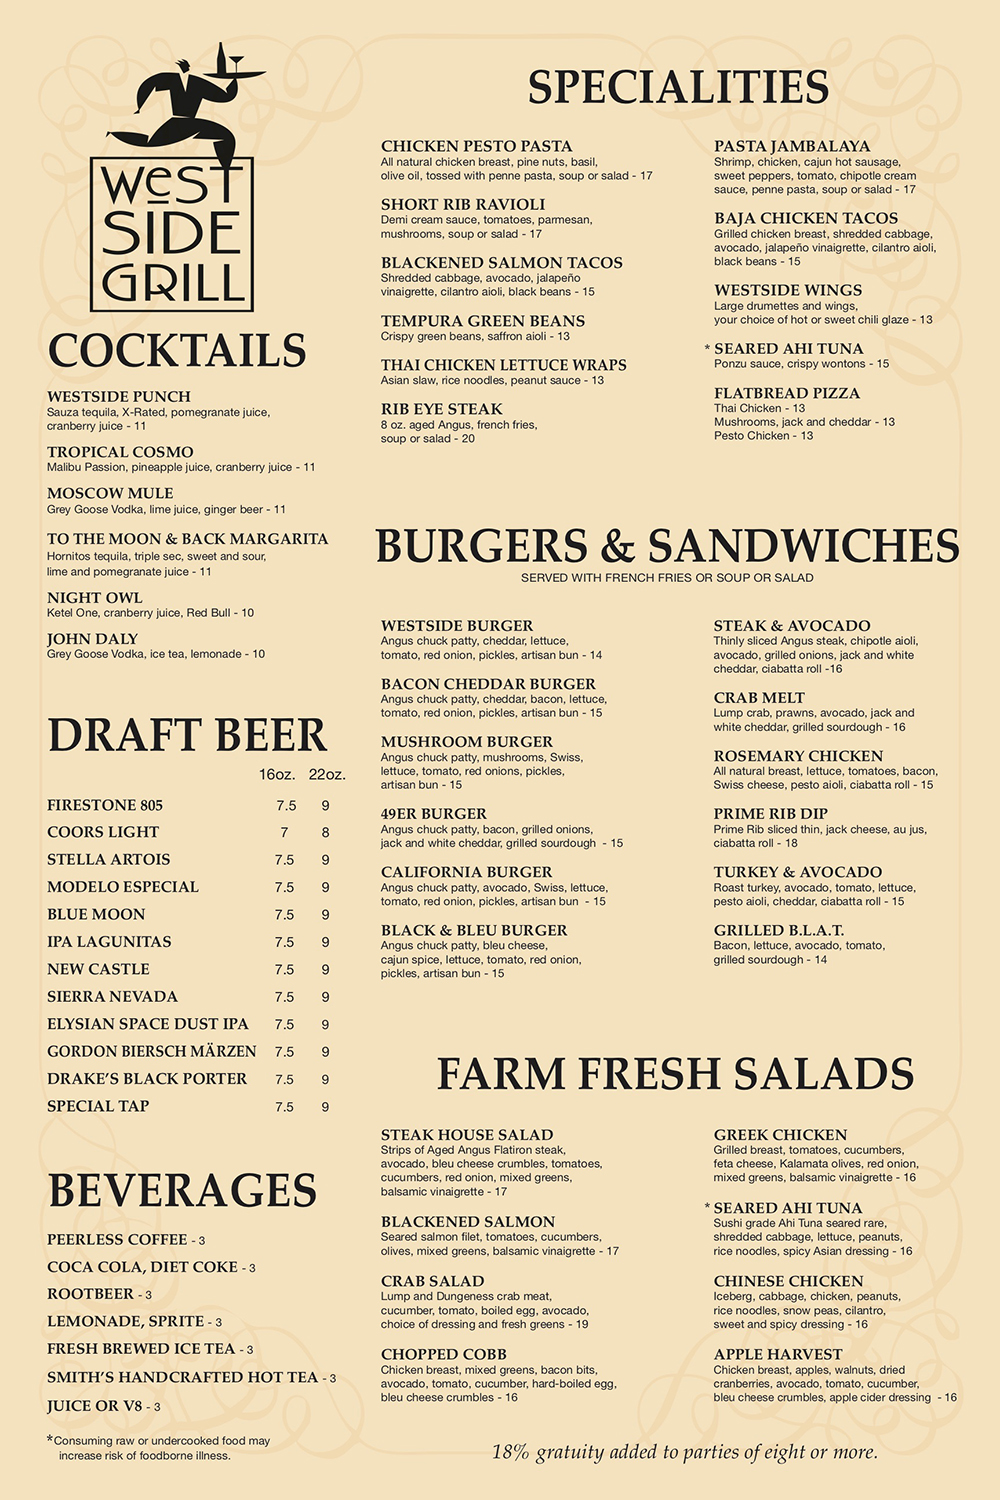 WeST
SIDE
GRILL
COCKTAILS
WESTSIDE PUNCH
Sauza tequila, X-Rated, pomegranate juice,
cranberry juice - 11
TROPICAL COSMO
Malibu Passion, pineapple juice, cranberry juice - 11
MOSCOW MULE
Grey Goose Vodka, lime juice, ginger beer - 11
TO THE MOON & BACK MARGARITA
Hornitos tequila, triple sec, sweet and sour,
lime and pomegranate juice - 11
NIGHT OWL
Ketel One, cranberry juice, Red Bull - 10
JOHN DALY
Grey Goose Vodka, ice tea, lemonade - 10
DRAFT BEER
16oz. 22oz.
FIRESTONE 805 7.5 9
COORS LIGHT 7 8
STELLA ARTOIS 7.5 9
MODELO ESPECIAL 7.5 9
BLUE MOON 7.5 9
IPA LAGUNITAS 7.5 9
NEW CASTLE 7.5 9
SIERRA NEVADA 7.5 9
ELYSIAN SPACE DUST IPA 7.5 9
GORDON BIERSCH MÄRZEN 7.5 9
DRAKE'S BLACK PORTER 7.5 9
SPECIAL TAP 7.5 9
BEVERAGES
PEERLESS COFFEE - 3
COCA COLA, DIET COKE - 3
ROOTBEER - 3
LEMONADE, SPRITE - 3
FRESH BREWED ICE TEA - 3
SMITH'S HANDCRAFTED HOT TEA - 3
JUICE OR V8 - 3
*Consuming raw or undercooked food may
increase risk of foodborne illness.
SPECIALITIES
CHICKEN PESTO PASTA
All natural chicken breast, pine nuts, basil,
olive oil, tossed with penne pasta, soup or salad - 17
SHORT RIB RAVIOLI
Demi cream sauce, tomatoes, parmesan,
mushrooms, soup or salad - 17
BLACKENED SALMON TACOS
Shredded cabbage, avocado, jalapeño
vinaigrette, cilantro aioli, black beans - 15
TEMPURA GREEN BEANS
Crispy green beans, saffron aioli - 13
THAI CHICKEN LETTUCE WRAPS
Asian slaw, rice noodles, peanut sauce - 13
RIB EYE STEAK
8 oz. aged Angus, french fries,
soup or salad - 20
PASTA JAMBALAYA
Shrimp, chicken, cajun hot sausage,
sweet peppers, tomato, chipotle cream
sauce, penne pasta, soup or salad - 17
BAJA CHICKEN TACOS
Grilled chicken breast, shredded cabbage,
avocado, jalapeño vinaigrette, cilantro aioli,
black beans - 15
WESTSIDE WINGS
Large drumettes and wings,
your choice of hot or sweet chili glaze - 13
* SEARED AHI TUNA
Ponzu sauce, crispy wontons - 15
FLATBREAD PIZZA
Thai Chicken - 13
Mushrooms, jack and cheddar - 13
Pesto Chicken - 13
BURGERS & SANDWICHES
SERVED WITH FRENCH FRIES OR SOUP OR SALAD
WESTSIDE BURGER
Angus chuck patty, cheddar, lettuce,
tomato, red onion, pickles, artisan bun - 14
BACON CHEDDAR BURGER
Angus chuck patty, cheddar, bacon, lettuce,
tomato, red onion, pickles, artisan bun - 15
MUSHROOM BURGER
Angus chuck patty, mushrooms, Swiss,
lettuce, tomato, red onions, pickles,
artisan bun - 15
49ER BURGER
Angus chuck patty, bacon, grilled onions,
jack and white cheddar, grilled sourdough - 15
CALIFORNIA BURGER
Angus chuck patty, avocado, Swiss, lettuce,
tomato, red onion, pickles, artisan bun - 15
BLACK & BLEU BURGER
Angus chuck patty, bleu cheese,
cajun spice, lettuce, tomato, red onion,
pickles, artisan bun - 15
STEAK & AVOCADO
Thinly sliced Angus steak, chipotle aioli,
avocado, grilled onions, jack and white
cheddar, ciabatta roll -16
CRAB MELT
Lump crab, prawns, avocado, jack and
white cheddar, grilled sourdough - 16
ROSEMARY CHICKEN
All natural breast, lettuce, tomatoes, bacon,
Swiss cheese, pesto aioli, ciabatta roll - 15
PRIME RIB DIP
Prime Rib sliced thin, jack cheese, au jus,
ciabatta roll - 18
TURKEY & AVOCADO
Roast turkey, avocado, tomato, lettuce,
pesto aioli, cheddar, ciabatta roll - 15
GRILLED B.L.A.T.
Bacon, lettuce, avocado, tomato,
grilled sourdough - 14
FARM FRESH SALADS
STEAK HOUSE SALAD
Strips of Aged Angus Flatiron steak,
avocado, bleu cheese crumbles, tomatoes,
cucumbers, red onion, mixed greens,
balsamic vinaigrette - 17
BLACKENED SALMON
Seared salmon filet, tomatoes, cucumbers,
olives, mixed greens, balsamic vinaigrette - 17
CRAB SALAD
Lump and Dungeness crab meat,
cucumber, tomato, boiled egg, avocado,
choice of dressing and fresh greens - 19
CHOPPED COBB
Chicken breast, mixed greens, bacon bits,
avocado, tomato, cucumber, hard-boiled egg,
bleu cheese crumbles - 16
GREEK CHICKEN
Grilled breast, tomatoes, cucumbers,
feta cheese, Kalamata olives, red onion,
mixed greens, balsamic vinaigrette - 16
* SEARED AHI TUNA
Sushi grade Ahi Tuna seared rare,
shredded cabbage, lettuce, peanuts,
rice noodles, spicy Asian dressing - 16
CHINESE CHICKEN
Iceberg, cabbage, chicken, peanuts,
rice noodles, snow peas, cilantro,
sweet and spicy dressing - 16
APPLE HARVEST
Chicken breast, apples, walnuts, dried
cranberries, avocado, tomato, cucumber,
bleu cheese crumbles, apple cider dressing - 16
18% gratuity added to parties of eight or more.